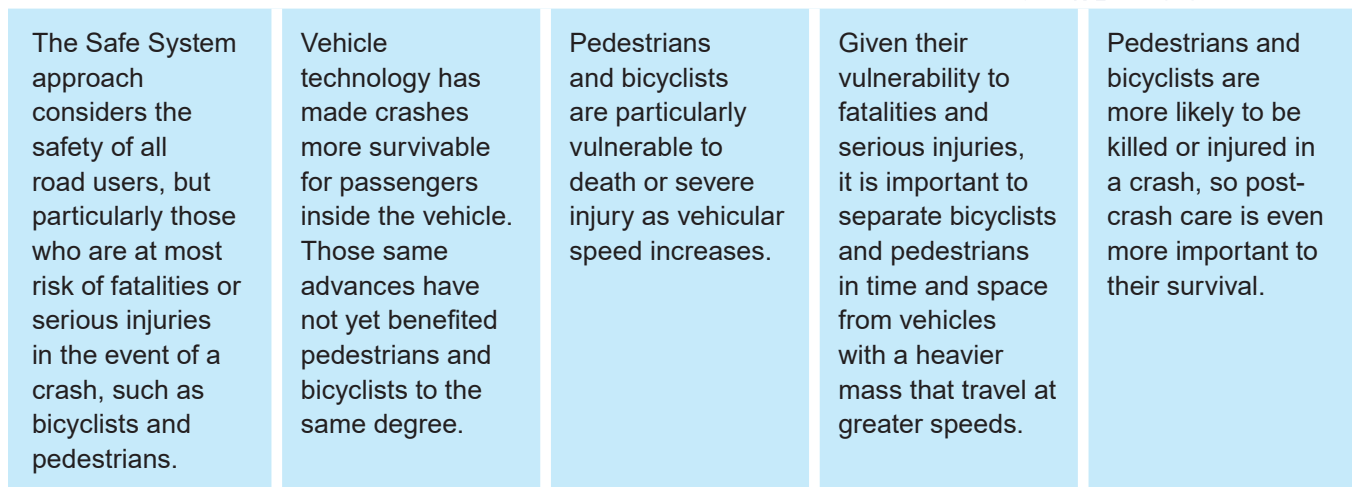 The Safe System
approach
considers the
safety of all
road users, but
particularly those
who are at most
risk of fatalities or
serious injuries
in the event of a
crash, such as
bicyclists and
pedestrians.
Vehicle
technology has
made crashes
more survivable
for passengers
inside the vehicle.
Those same
advances have
not yet benefited
pedestrians and
bicyclists to the
same degree.
Pedestrians
and bicyclists
are particularly
vulnerable to
death or severe
injury as vehicular
speed increases.
Given their
vulnerability to
fatalities and
serious injuries,
it is important to
separate bicyclists
and pedestrians
in time and space
from vehicles
with a heavier
mass that travel at
greater speeds.
Pedestrians and
bicyclists are
more likely to be
killed or injured in
a crash, so post-
crash care is even
more important to
their survival.